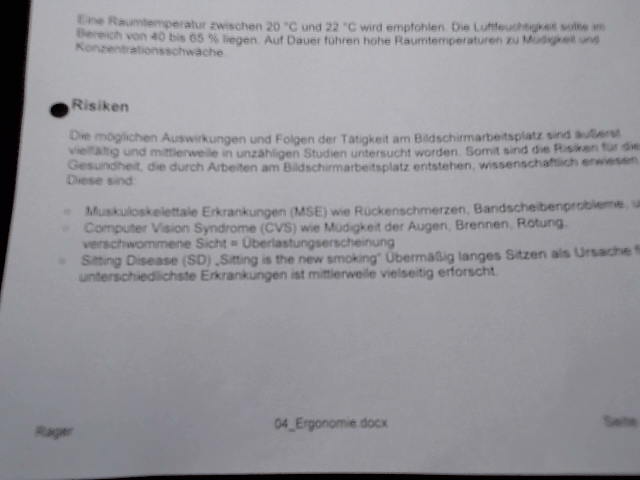 Eine Raumtemperatur zwischen 20 °C und 22 °C wird empfohlen. Die Luftfeuchtigkeit sollte im
Bereich von 40 bis 65 % liegen. Auf Dauer führen hohe Raumtemperaturen zu Müdigkeit und
Konzentrationsschwäche.
Risiken
Die möglichen Auswirkungen und Folgen der Tätigkeit am Bildschirmarbeitsplatz sind äußerst
vielfältig und mittlerweile in unzähligen Studien untersucht worden. Somit sind die Risiken für die
Gesundheit, die durch Arbeiten am Bildschirmarbeitsplatz entstehen, wissenschaftlich erwiesen.
Diese sind:
Muskuloskelettale Erkrankungen (MSE) wie Rückenschmerzen, Bandscheibenprobleme,
Computer Vision Syndrome (CVS) wie Müdigkeit der Augen, Brennen, Rötung,
verschwommene Sicht = Überlastungserscheinung
Sitting Disease (SD) „Sitting is the new smoking" Übermäßig langes Sitzen als Ursache
unterschiedlichste Erkrankungen ist mittlerweile vielseitig erforscht.
Rager 04_Ergonomie.docx Seite